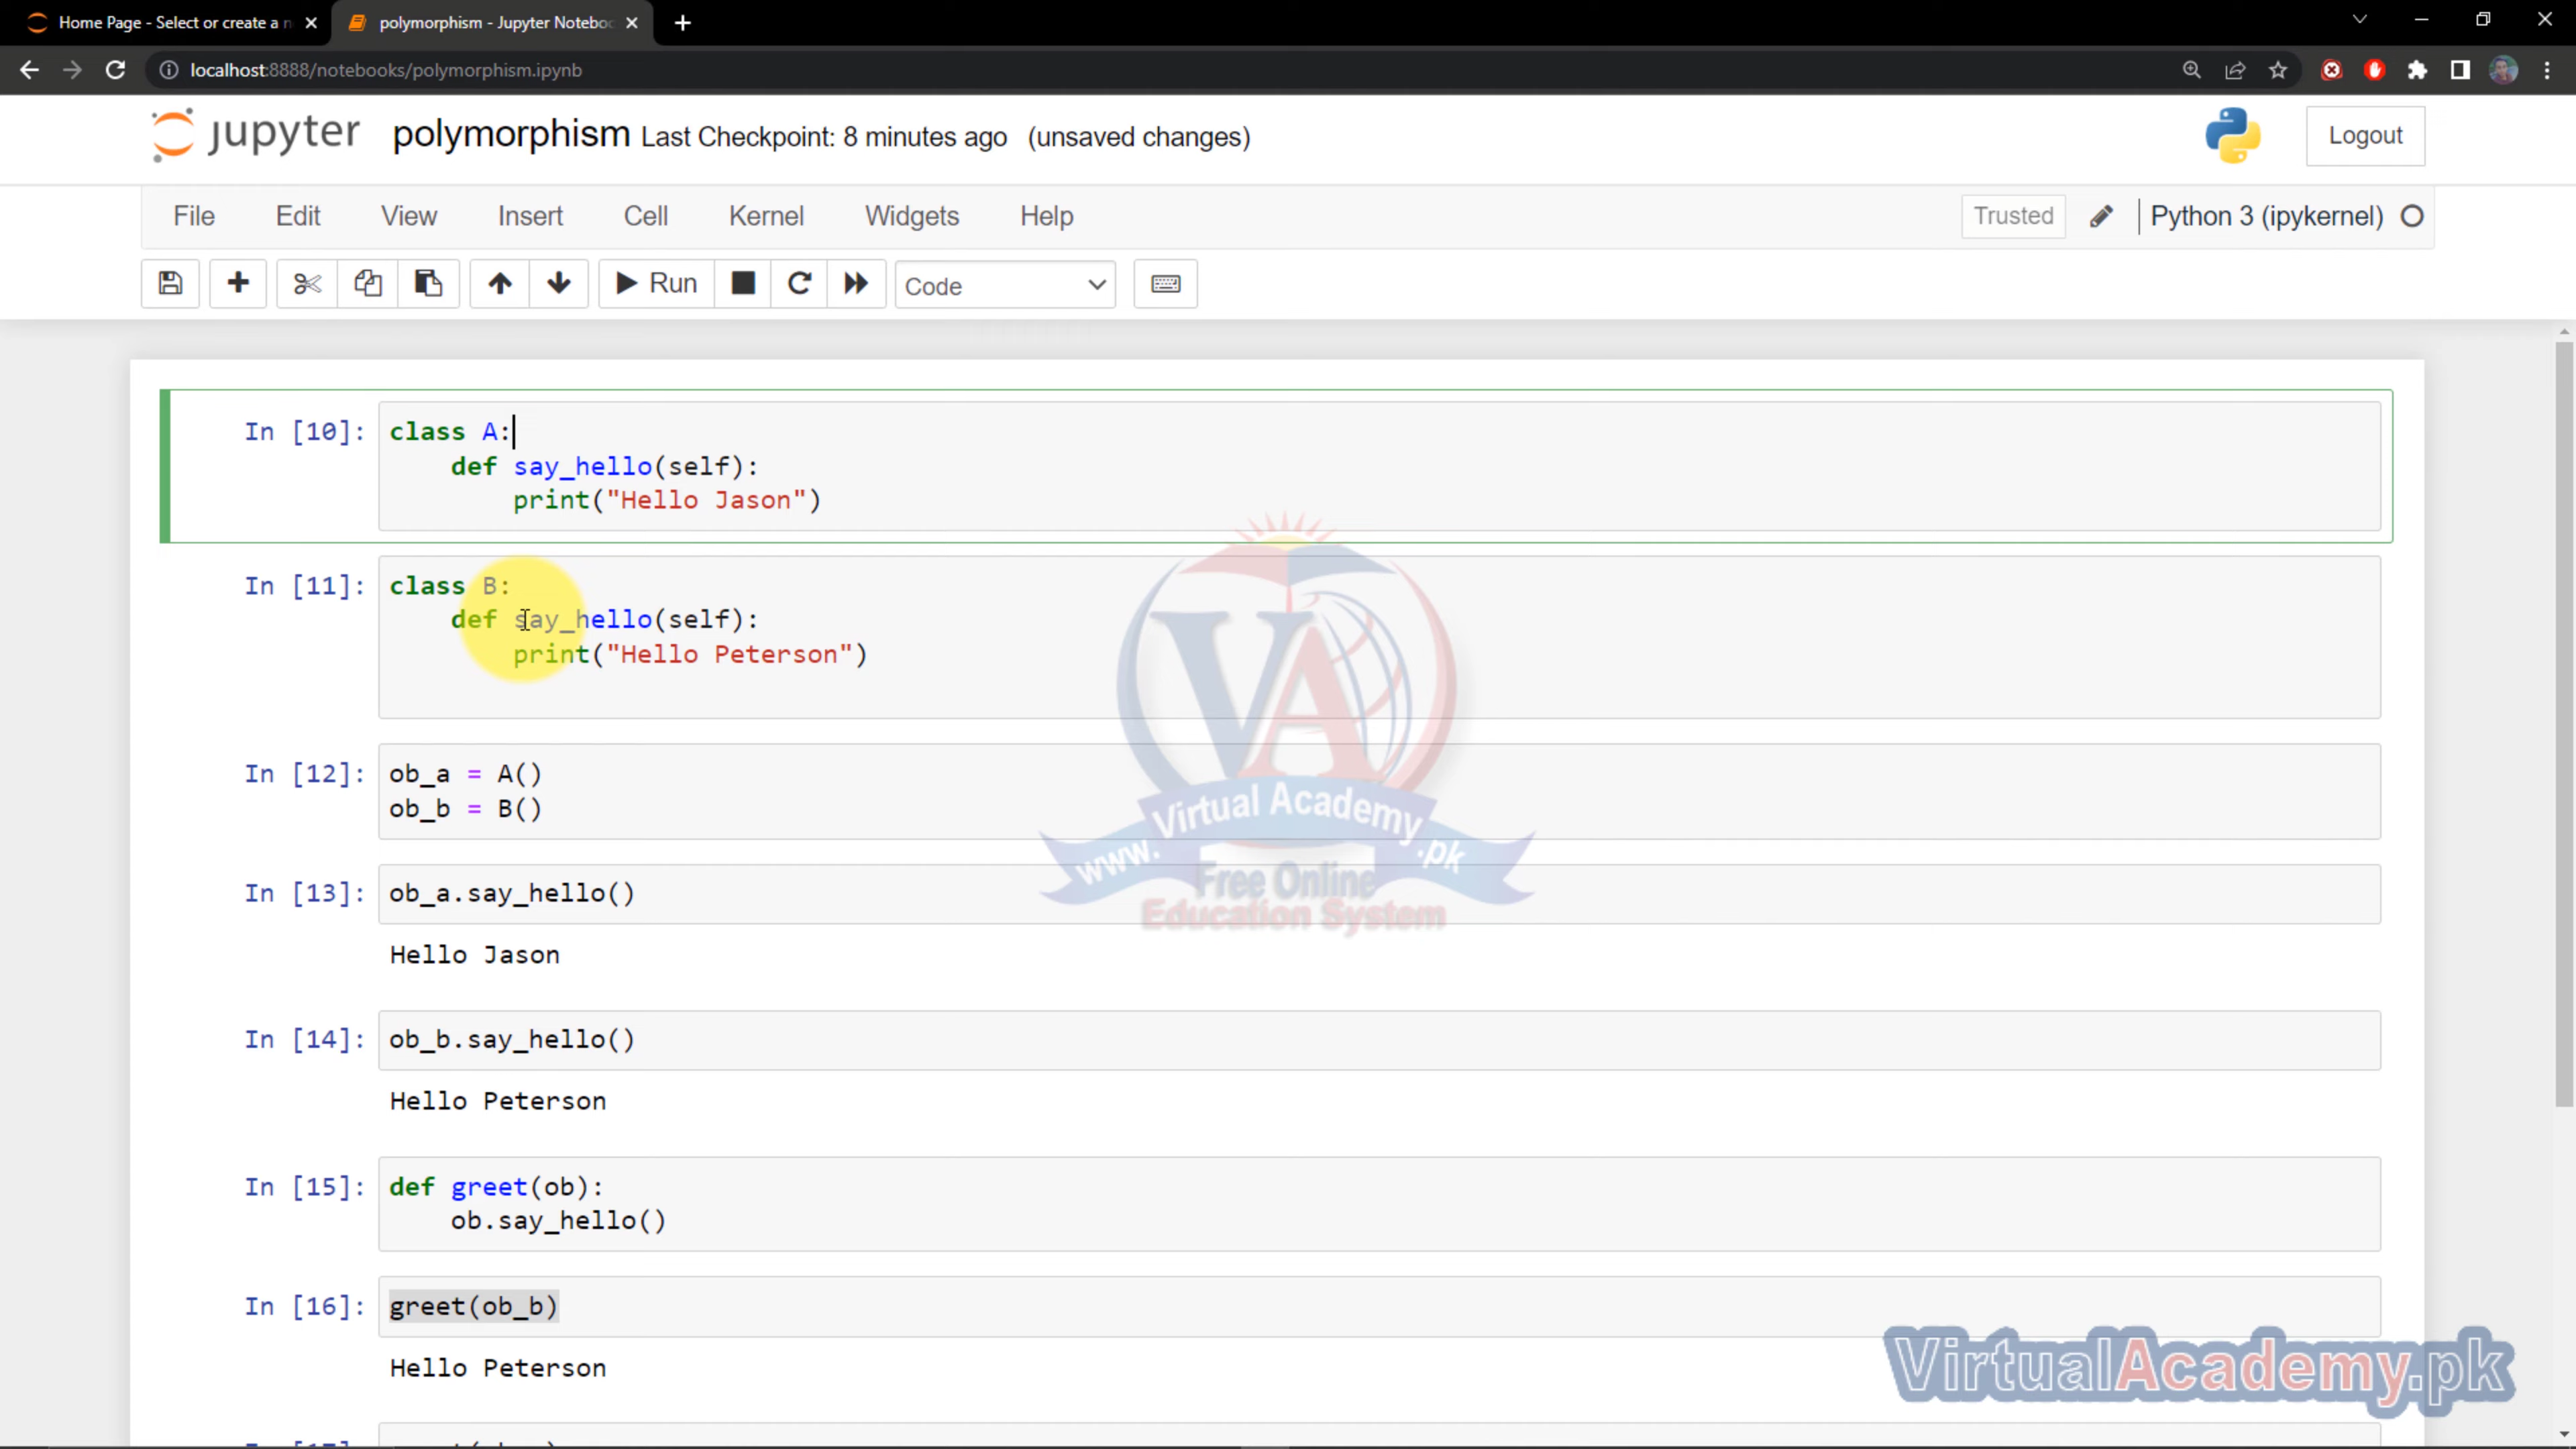 Home Page - Select or create a n
polymorphism - Jupyter Noteboo
localhost:8888/notebooks/polymorphism.ipynb
jupyter polymorphism Last Checkpoint: 8 minutes ago (unsaved changes)
Logout
File Edit View Insert Cell Kernel Widgets Help
Trusted Python 3 (ipykernel)
Run Code
In [10]: class A:
def say_hello(self):
print("Hello Jason")
In [11]: class B:
def say_hello(self):
print("Hello Peterson")
In [12]: ob_a = A()
ob_b = B()
In [13]: ob_a.say_hello()
Hello Jason
In [14]: ob_b.say_hello()
Hello Peterson
In [15]: def greet(ob):
ob.say_hello()
In [16]: greet(ob_b)
Hello Peterson
VA
www.VirtualAcademy.pk
Free Online
Education System
VirtualAcademy.pk